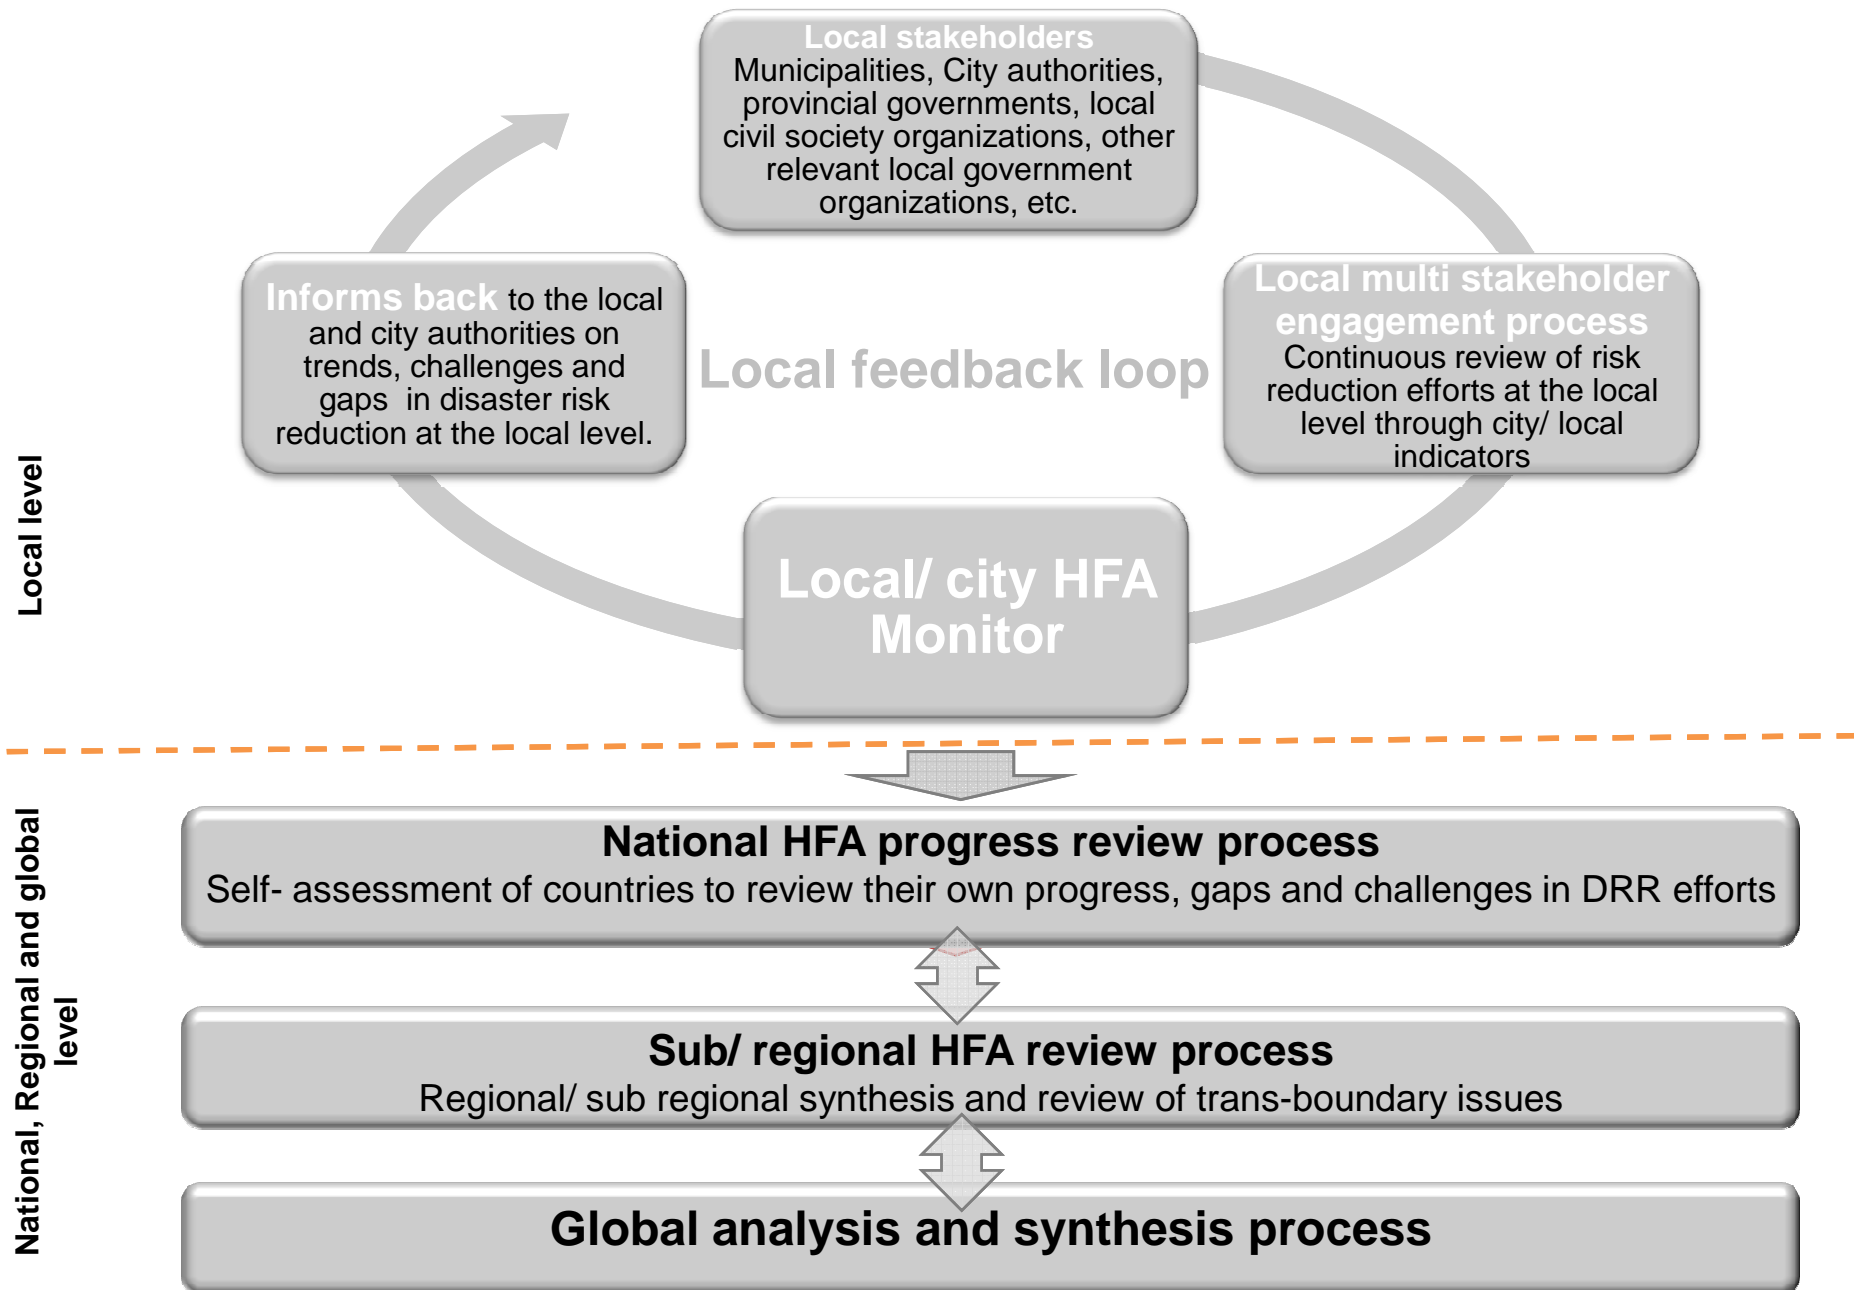 Local stakeholders
Municipalities, City authorities,
provincial governments, local
civil society organizations, other
relevant local government
organizations, etc.
Informs back to the local
and city authorities on
trends, challenges and
gaps  in disaster risk
reduction at the local level.
Local feedback loop
Local multi stakeholder
engagement process
Continuous review of risk
reduction efforts at the local
level through city/ local
indicators
Local/ city HFA
Monitor
Local level
National HFA progress review process
Self- assessment of countries to review their own progress, gaps and challenges in DRR efforts
Sub/ regional HFA review process
Regional/ sub regional synthesis and review of trans-boundary issues
Global analysis and synthesis process
National, Regional and global
level